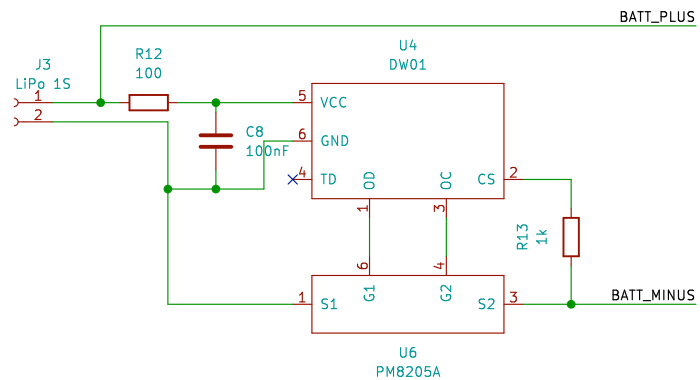 BATT_PLUS
U4
DW01
R12
100
J3
LiPo 1S
1
2
5
VCC
C8
100nF
6
GND
4
TD
OD
OC
CS
2
1
3
R13
1k
6
4
G1
G2
1
S1
S2
3
BATT_MINUS
U6
PM8205A